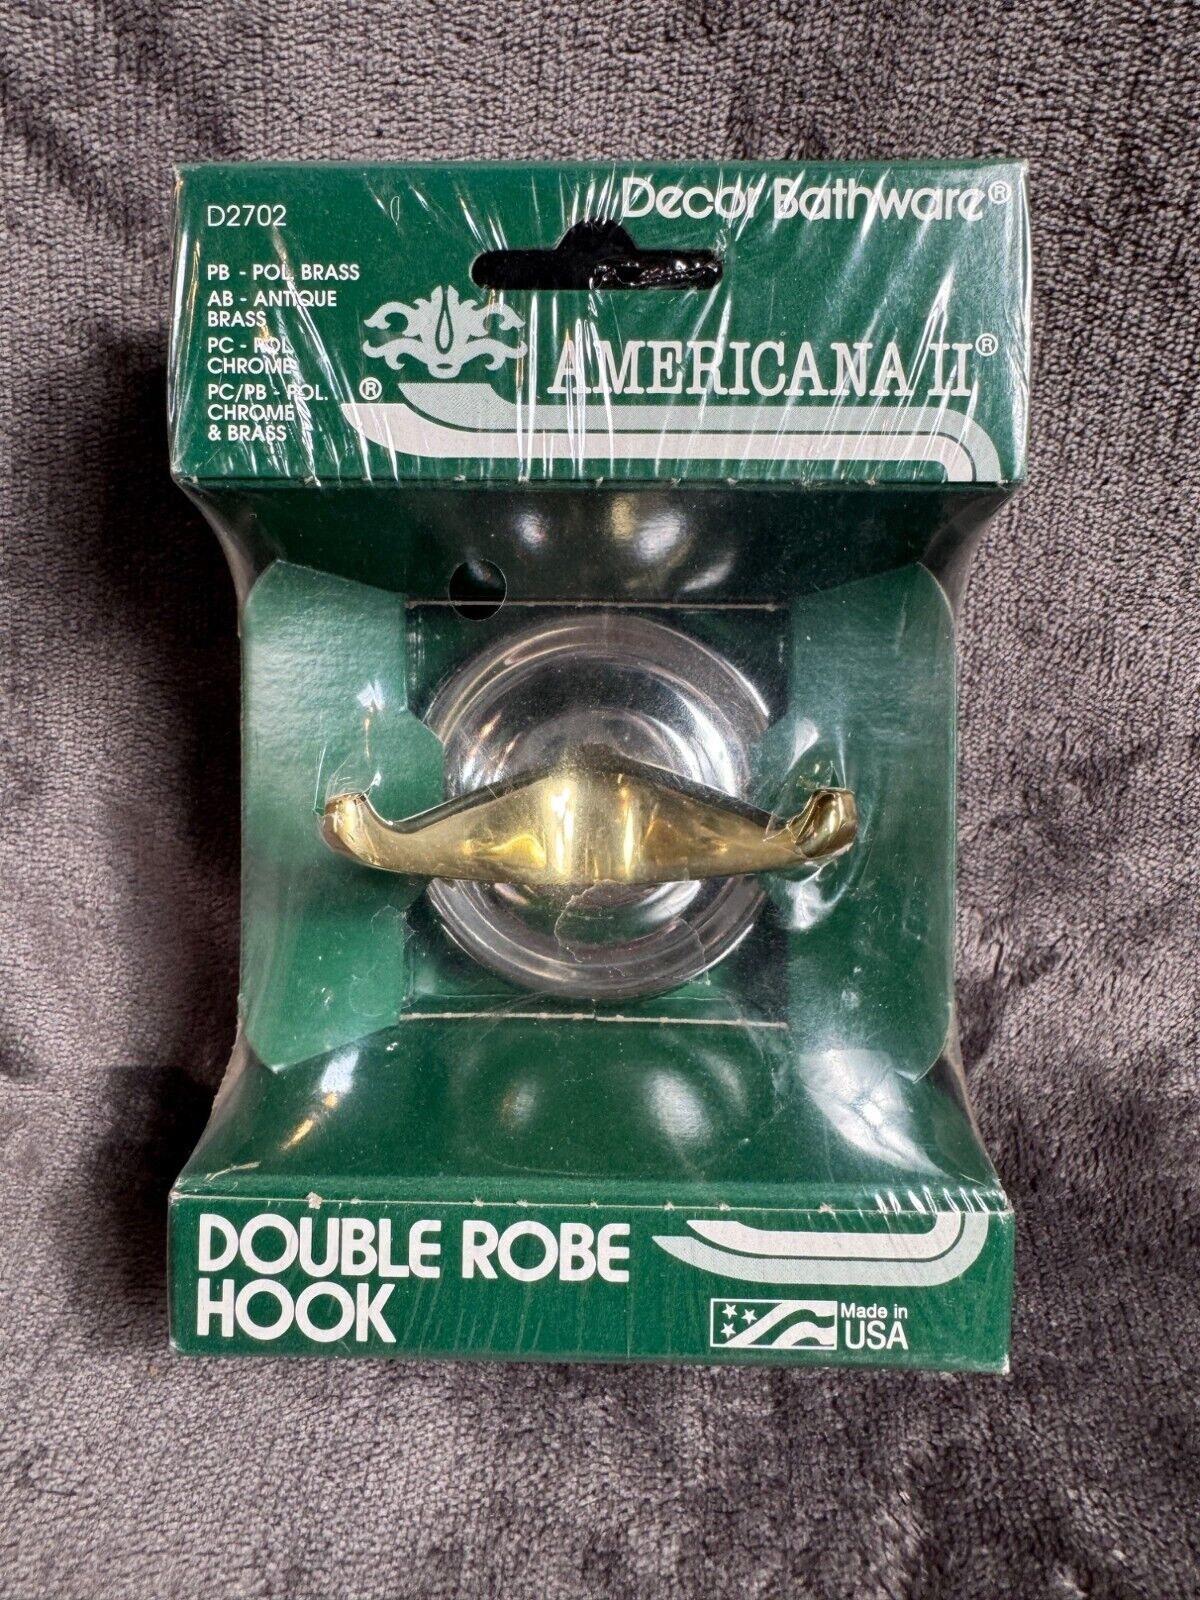 D2702
Decor Bathware®
PB - POL. BRASS
AB - ANTIQUE
BRASS
PC - POL.
CHROME
PC/PB - POL.
CHROME
& BRASS
®
AMERICANA II®
DOUBLE ROBE
HOOK
Made in
USA